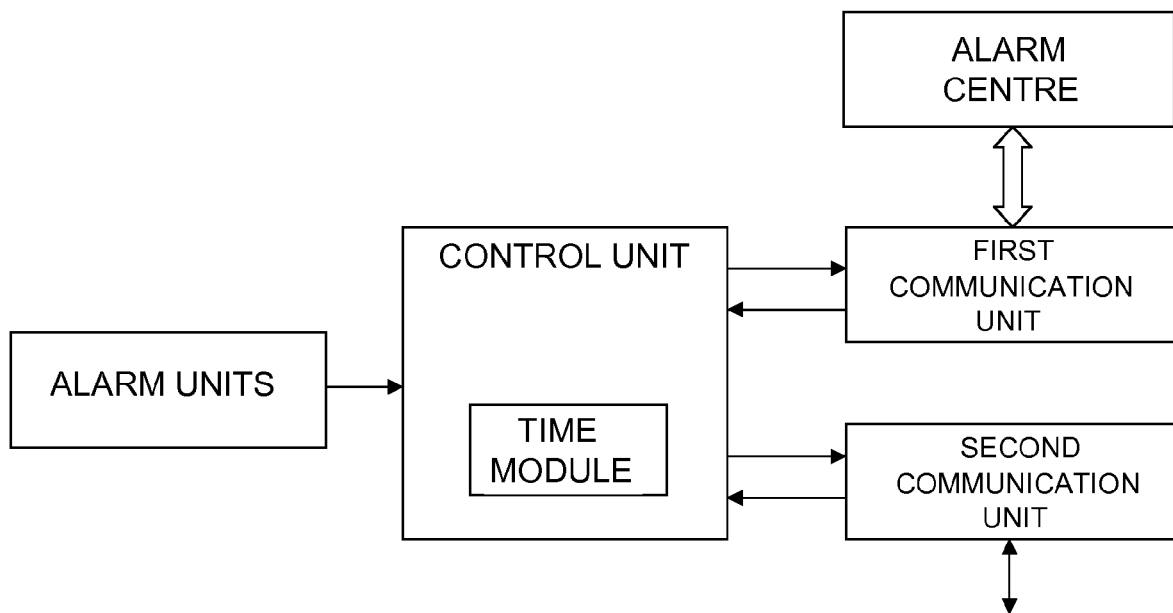 ALARM
CENTRE
CONTROL UNIT
FIRST
COMMUNICATION
UNIT
ALARM UNITS
TIME
MODULE
SECOND
COMMUNICATION
UNIT